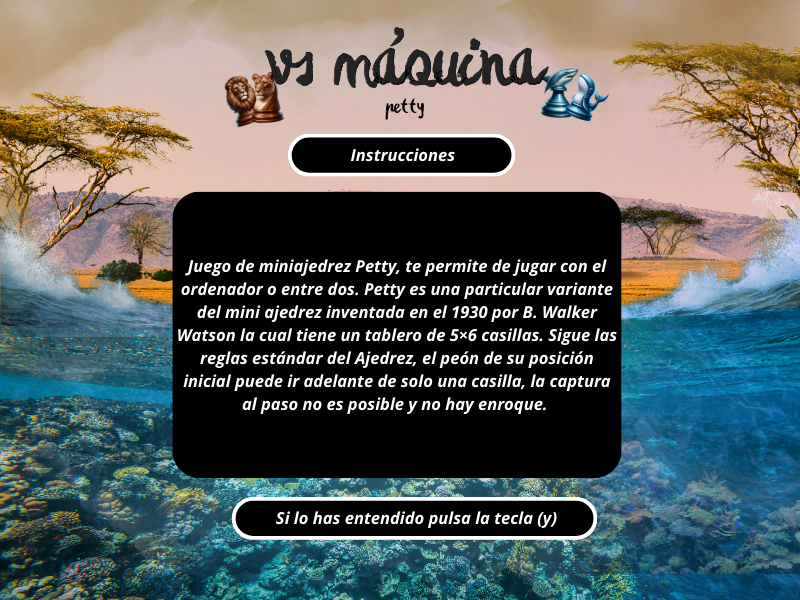 vs máquina
petty
Instrucciones
Juego de miniajedrez Petty, te permite de jugar con el
ordenador o entre dos. Petty es una particular variante
del mini ajedrez inventada en el 1930 por B. Walker
Watson la cual tiene un tablero de 5×6 casillas. Sigue las
reglas estándar del Ajedrez, el peón de su posición
inicial puede ir adelante de solo una casilla, la captura
al paso no es posible y no hay enroque.
Si lo has entendido pulsa la tecla (y)